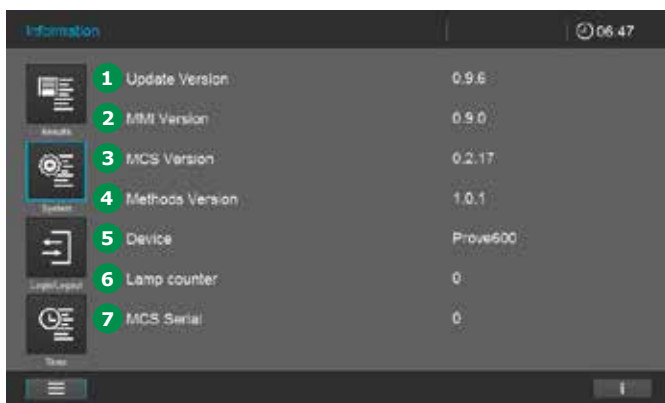 Information 06:47
1 Update Version 0.9.6
2 MMI Version 0.9.0
Results
3 MCS Version 0.2.17
4 Methods Version 1.0.1
System
5 Device Prove600
6 Lamp counter 0
Login/Logout
7 MCS Serial 0
Timer